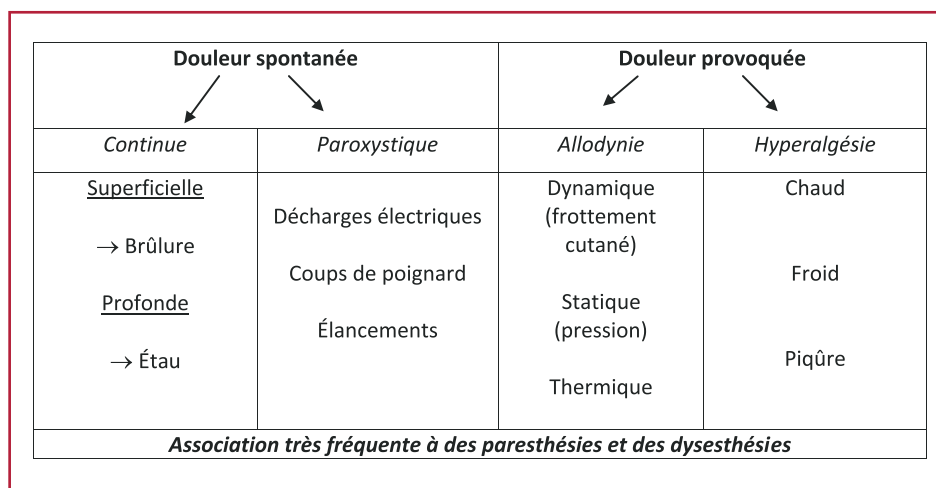 Douleur spontanée
Douleur provoquée
Continue
Paroxystique
Allodynie
Hyperalgésie
Superficielle
→ Brûlure
Profonde
→ Étau
Décharges électriques
Coups de poignard
Élancements
Dynamique
(frottement
cutané)
Statique
(pression)
Thermique
Chaud
Froid
Piqûre
Association très fréquente à des paresthésies et des dysesthésies